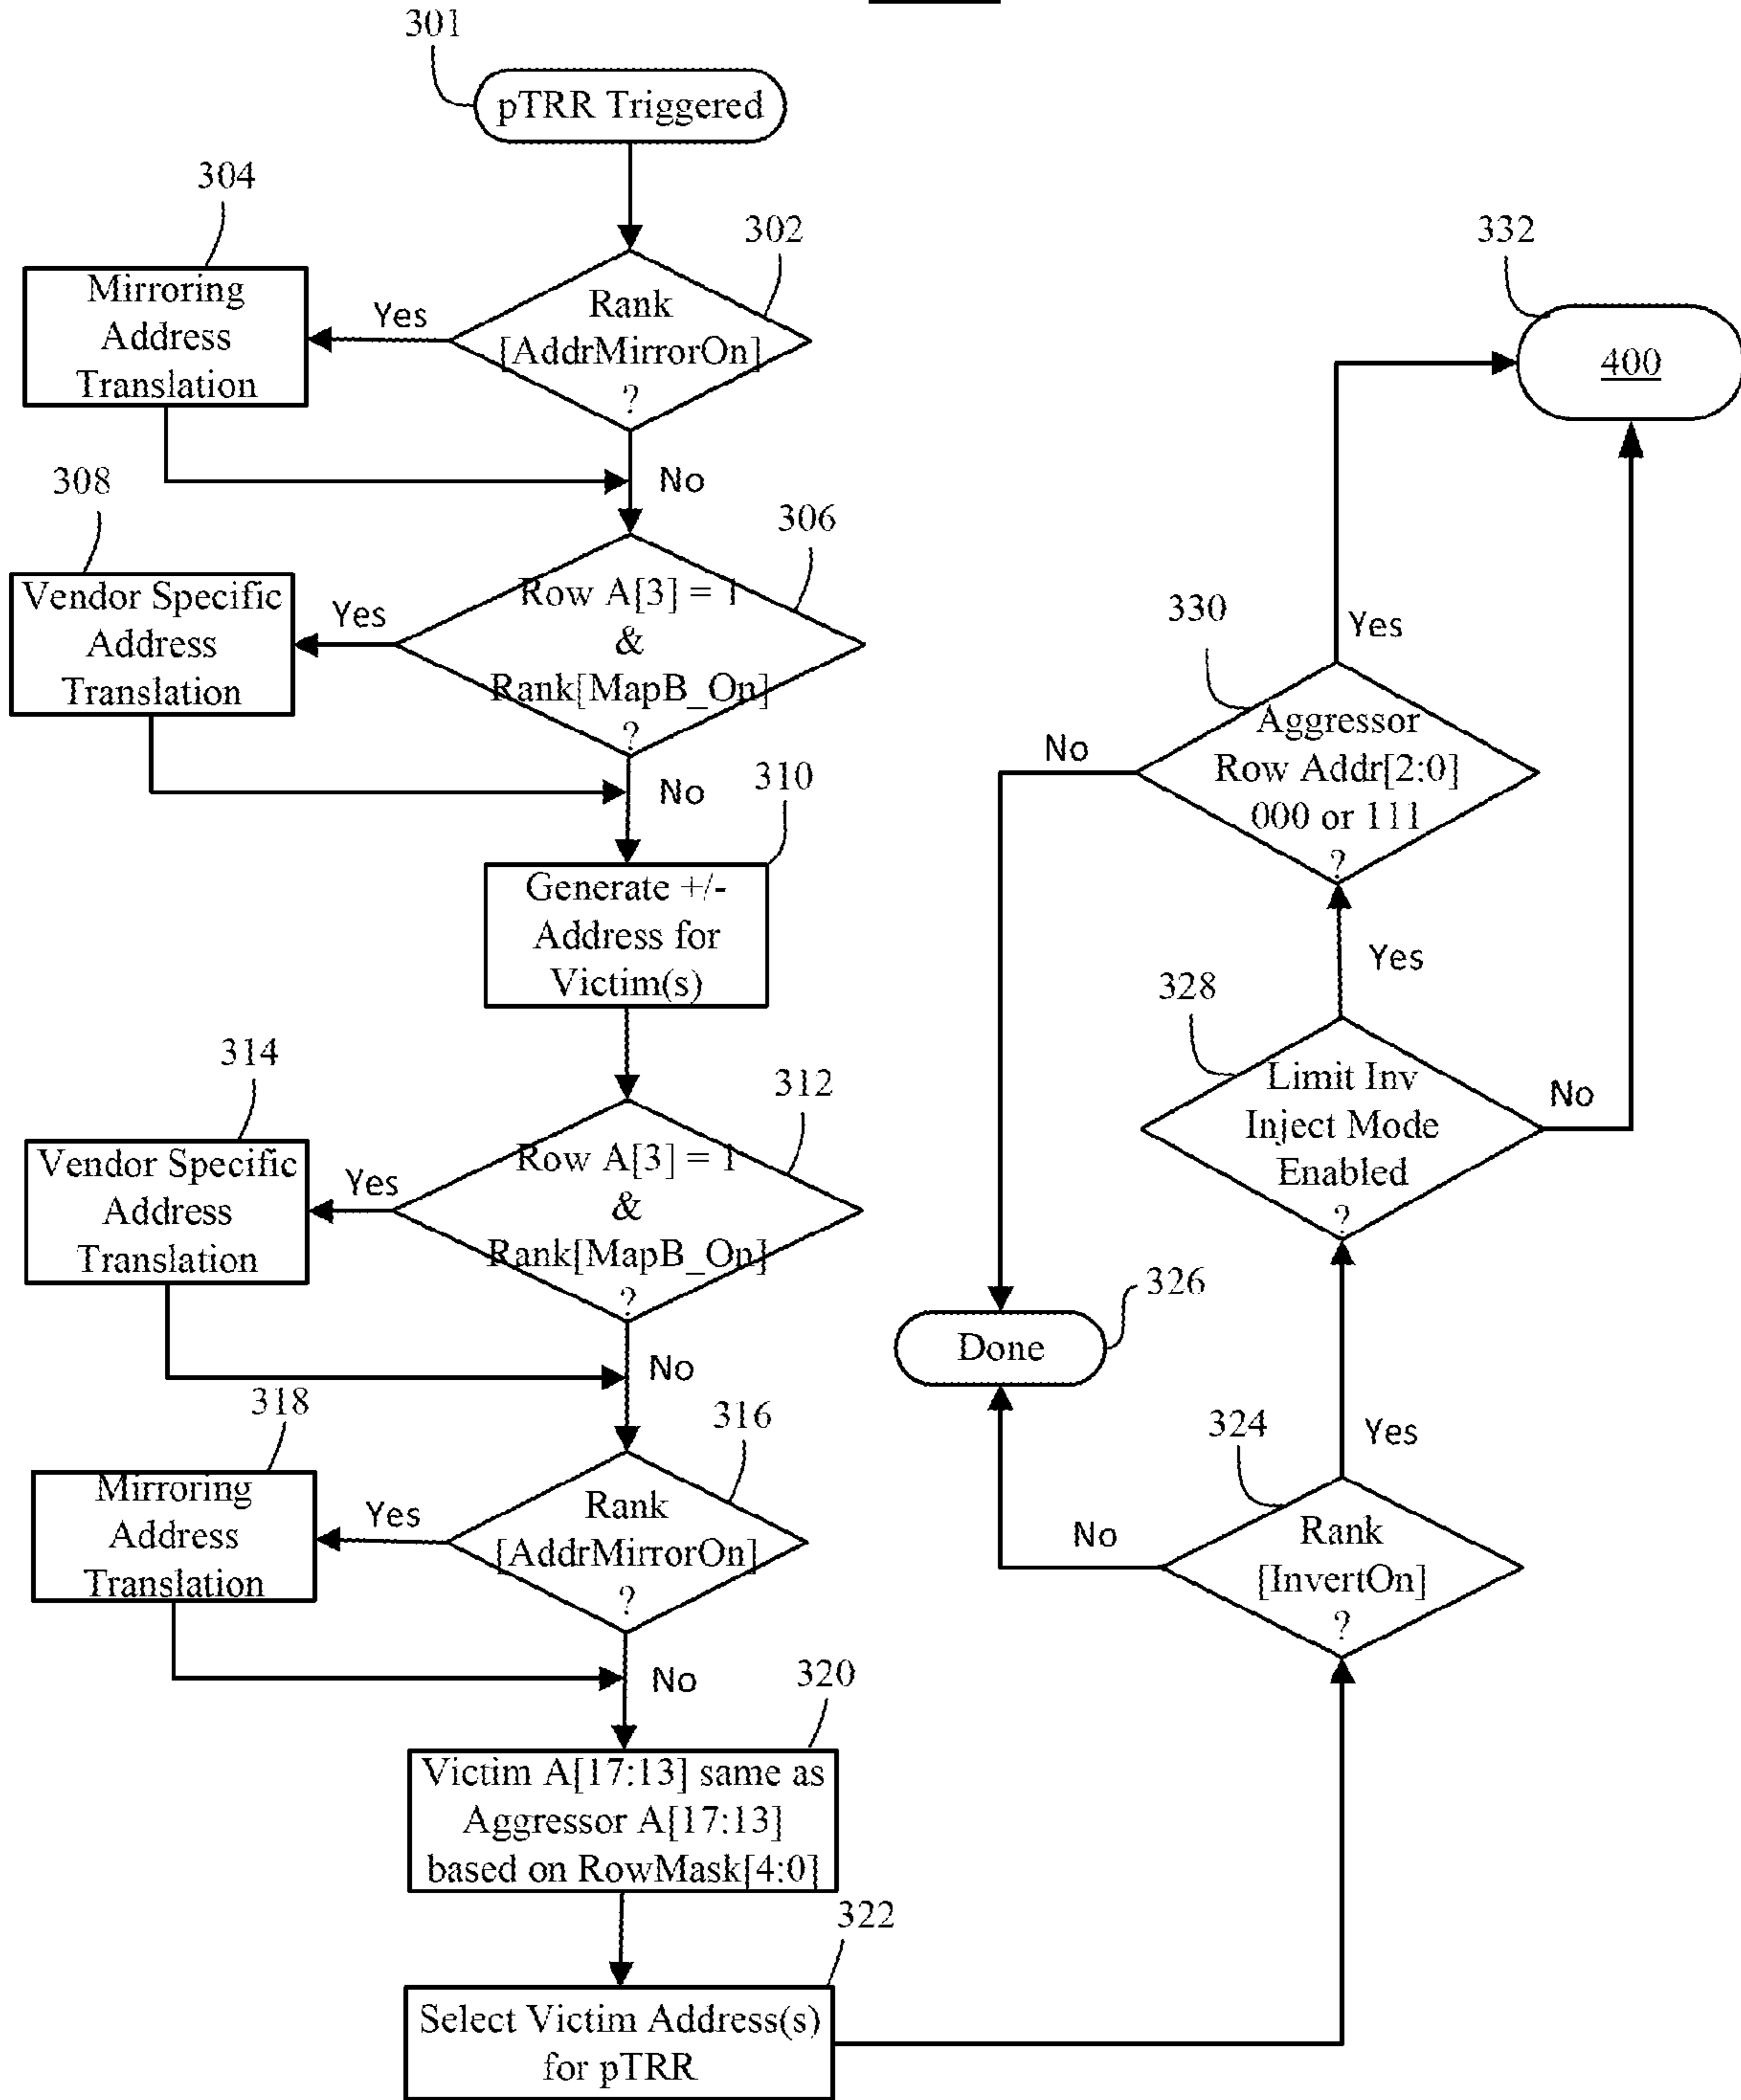 301
pTRR Triggered
304
302
Mirroring
Address
Translation
Yes
Rank
[AddrMirrorOn]
?
No
308
306
Vendor Specific
Address
Translation
Yes
Row A[3] = 1
&
Rank[MapB_On]
?
No
310
Generate +/-
Address for
Victim(s)
314
312
Vendor Specific
Address
Translation
Yes
Row A[3] = 1
&
Rank[MapB_On]
?
No
318
316
Mirroring
Address
Translation
Yes
Rank
[AddrMirrorOn]
?
No
320
Victim A[17:13] same as
Aggressor A[17:13]
based on RowMask[4:0]
322
Select Victim Address(s)
for pTRR
332
400
330
Yes
Aggressor
Row Addr[2:0]
000 or 111
?
No
Yes
328
Limit Inv
Inject Mode
Enabled
?
No
326
Done
324
Yes
No
Rank
[InvertOn]
?